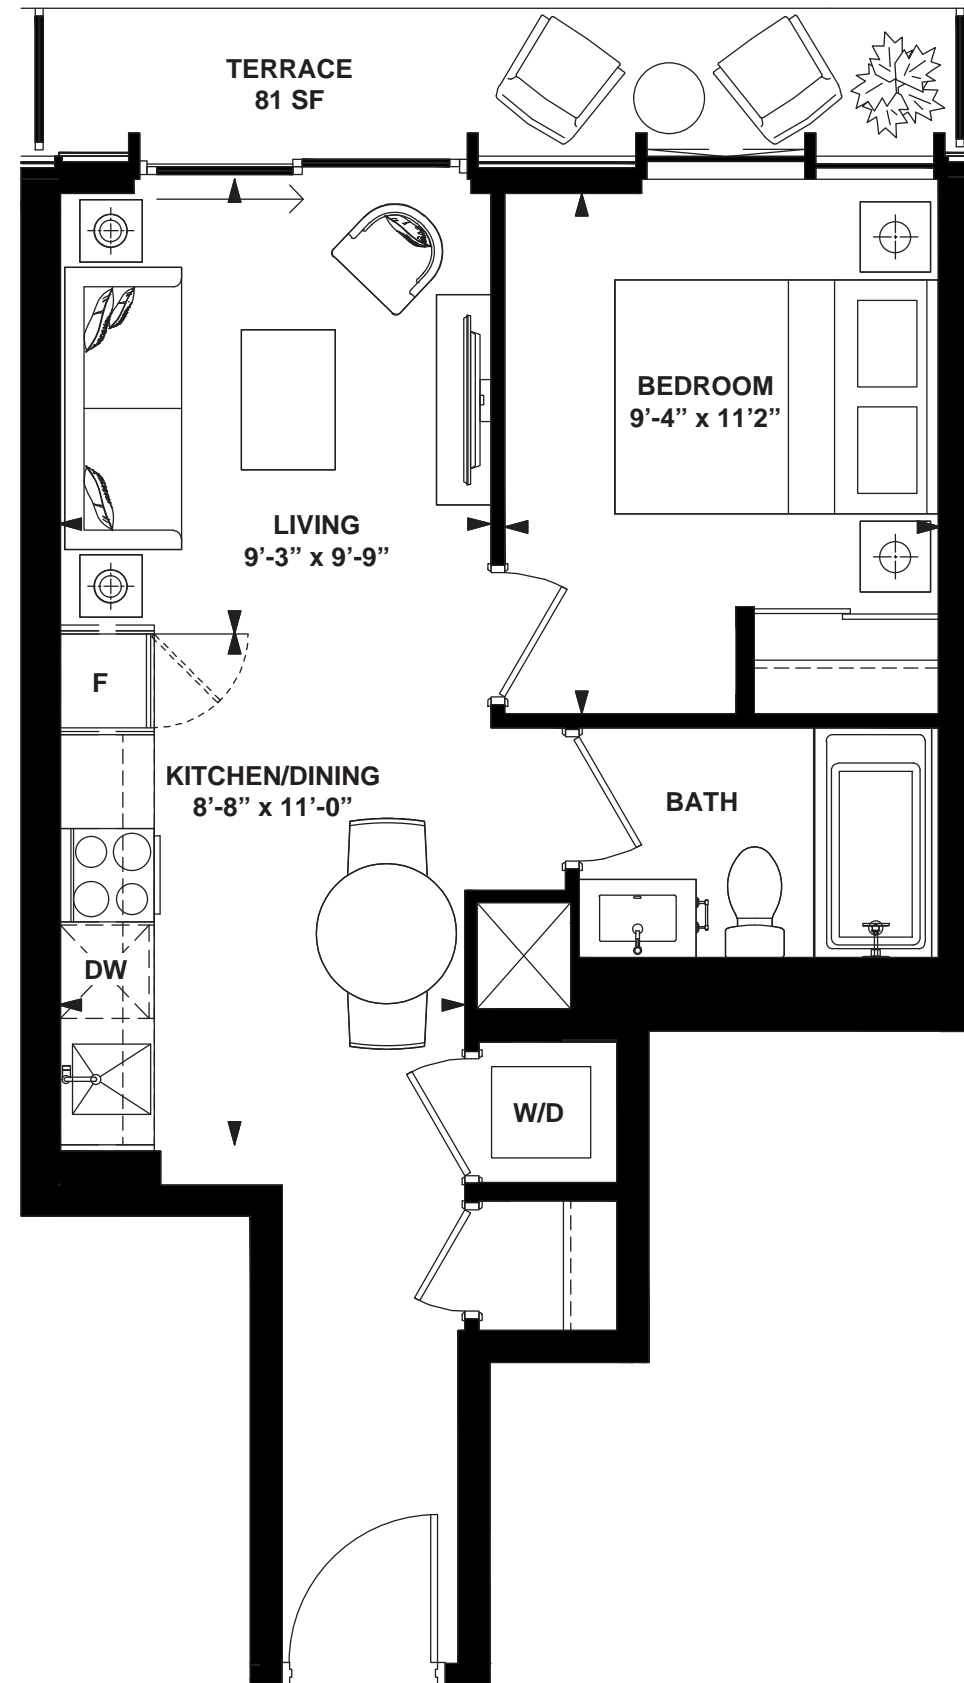 TERRACE
81 SF
BEDROOM
9’-4” x 11’2”
LIVING
9’-3” x 9’-9”
F
KITCHEN/DINING
8’-8” x 11’-0”
BATH
DW
W/D